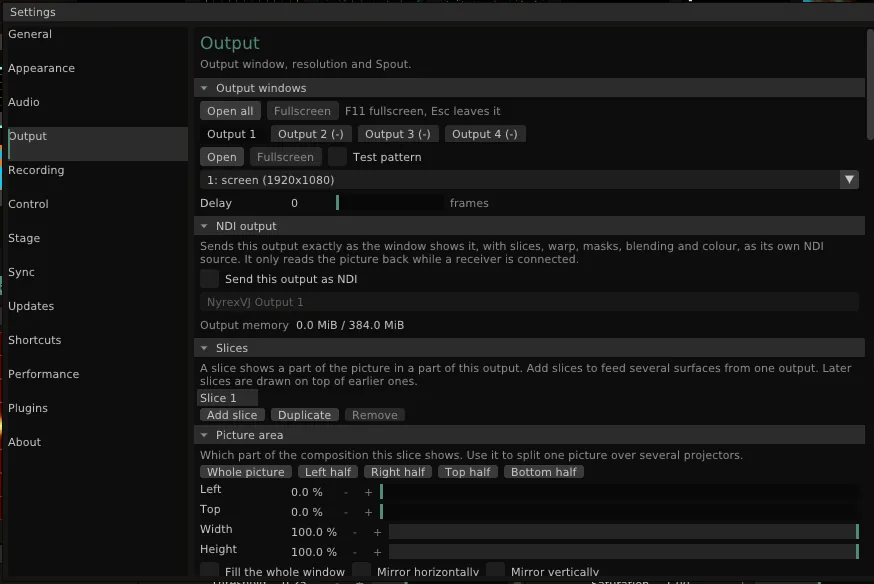 Settings
General
Appearance
Audio
Output
Recording
Control
Stage
Sync
Updates
Shortcuts
Performance
Plugins
About
Output
Output window, resolution and Spout.
Output windows
Open all Fullscreen F11 fullscreen, Esc leaves it
Output 1 Output 2 (-) Output 3 (-) Output 4 (-)
Open Fullscreen Test pattern
1: screen (1920x1080)
Delay 0 frames
NDI output
Sends this output exactly as the window shows it, with slices, warp, masks, blending and colour, as its own NDI
source. It only reads the picture back while a receiver is connected.
Send this output as NDI
NyrexVJ Output 1
Output memory 0.0 MiB / 384.0 MiB
Slices
A slice shows a part of the picture in a part of this output. Add slices to feed several surfaces from one output. Later
slices are drawn on top of earlier ones.
Slice 1
Add slice Duplicate Remove
Picture area
Which part of the composition this slice shows. Use it to split one picture over several projectors.
Whole picture Left half Right half Top half Bottom half
Left 0.0 % - +
Top 0.0 % - +
Width 100.0 % - +
Height 100.0 % - +
Fill the whole window Mirror horizontally Mirror vertically